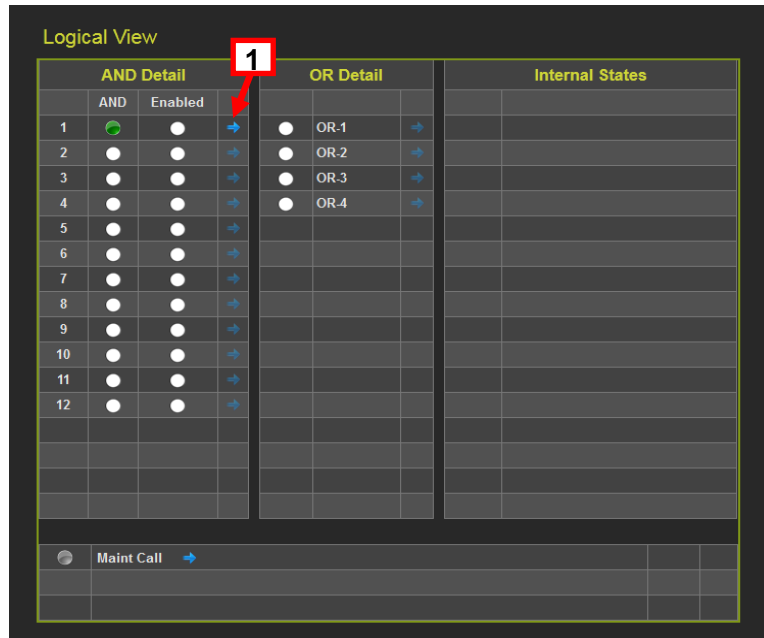 Logical View
1
AND Detail OR Detail Internal States
AND Enabled
1 OR-1
2 OR-2
3 OR-3
4 OR-4
5
6
7
8
9
10
11
12
Maint Call